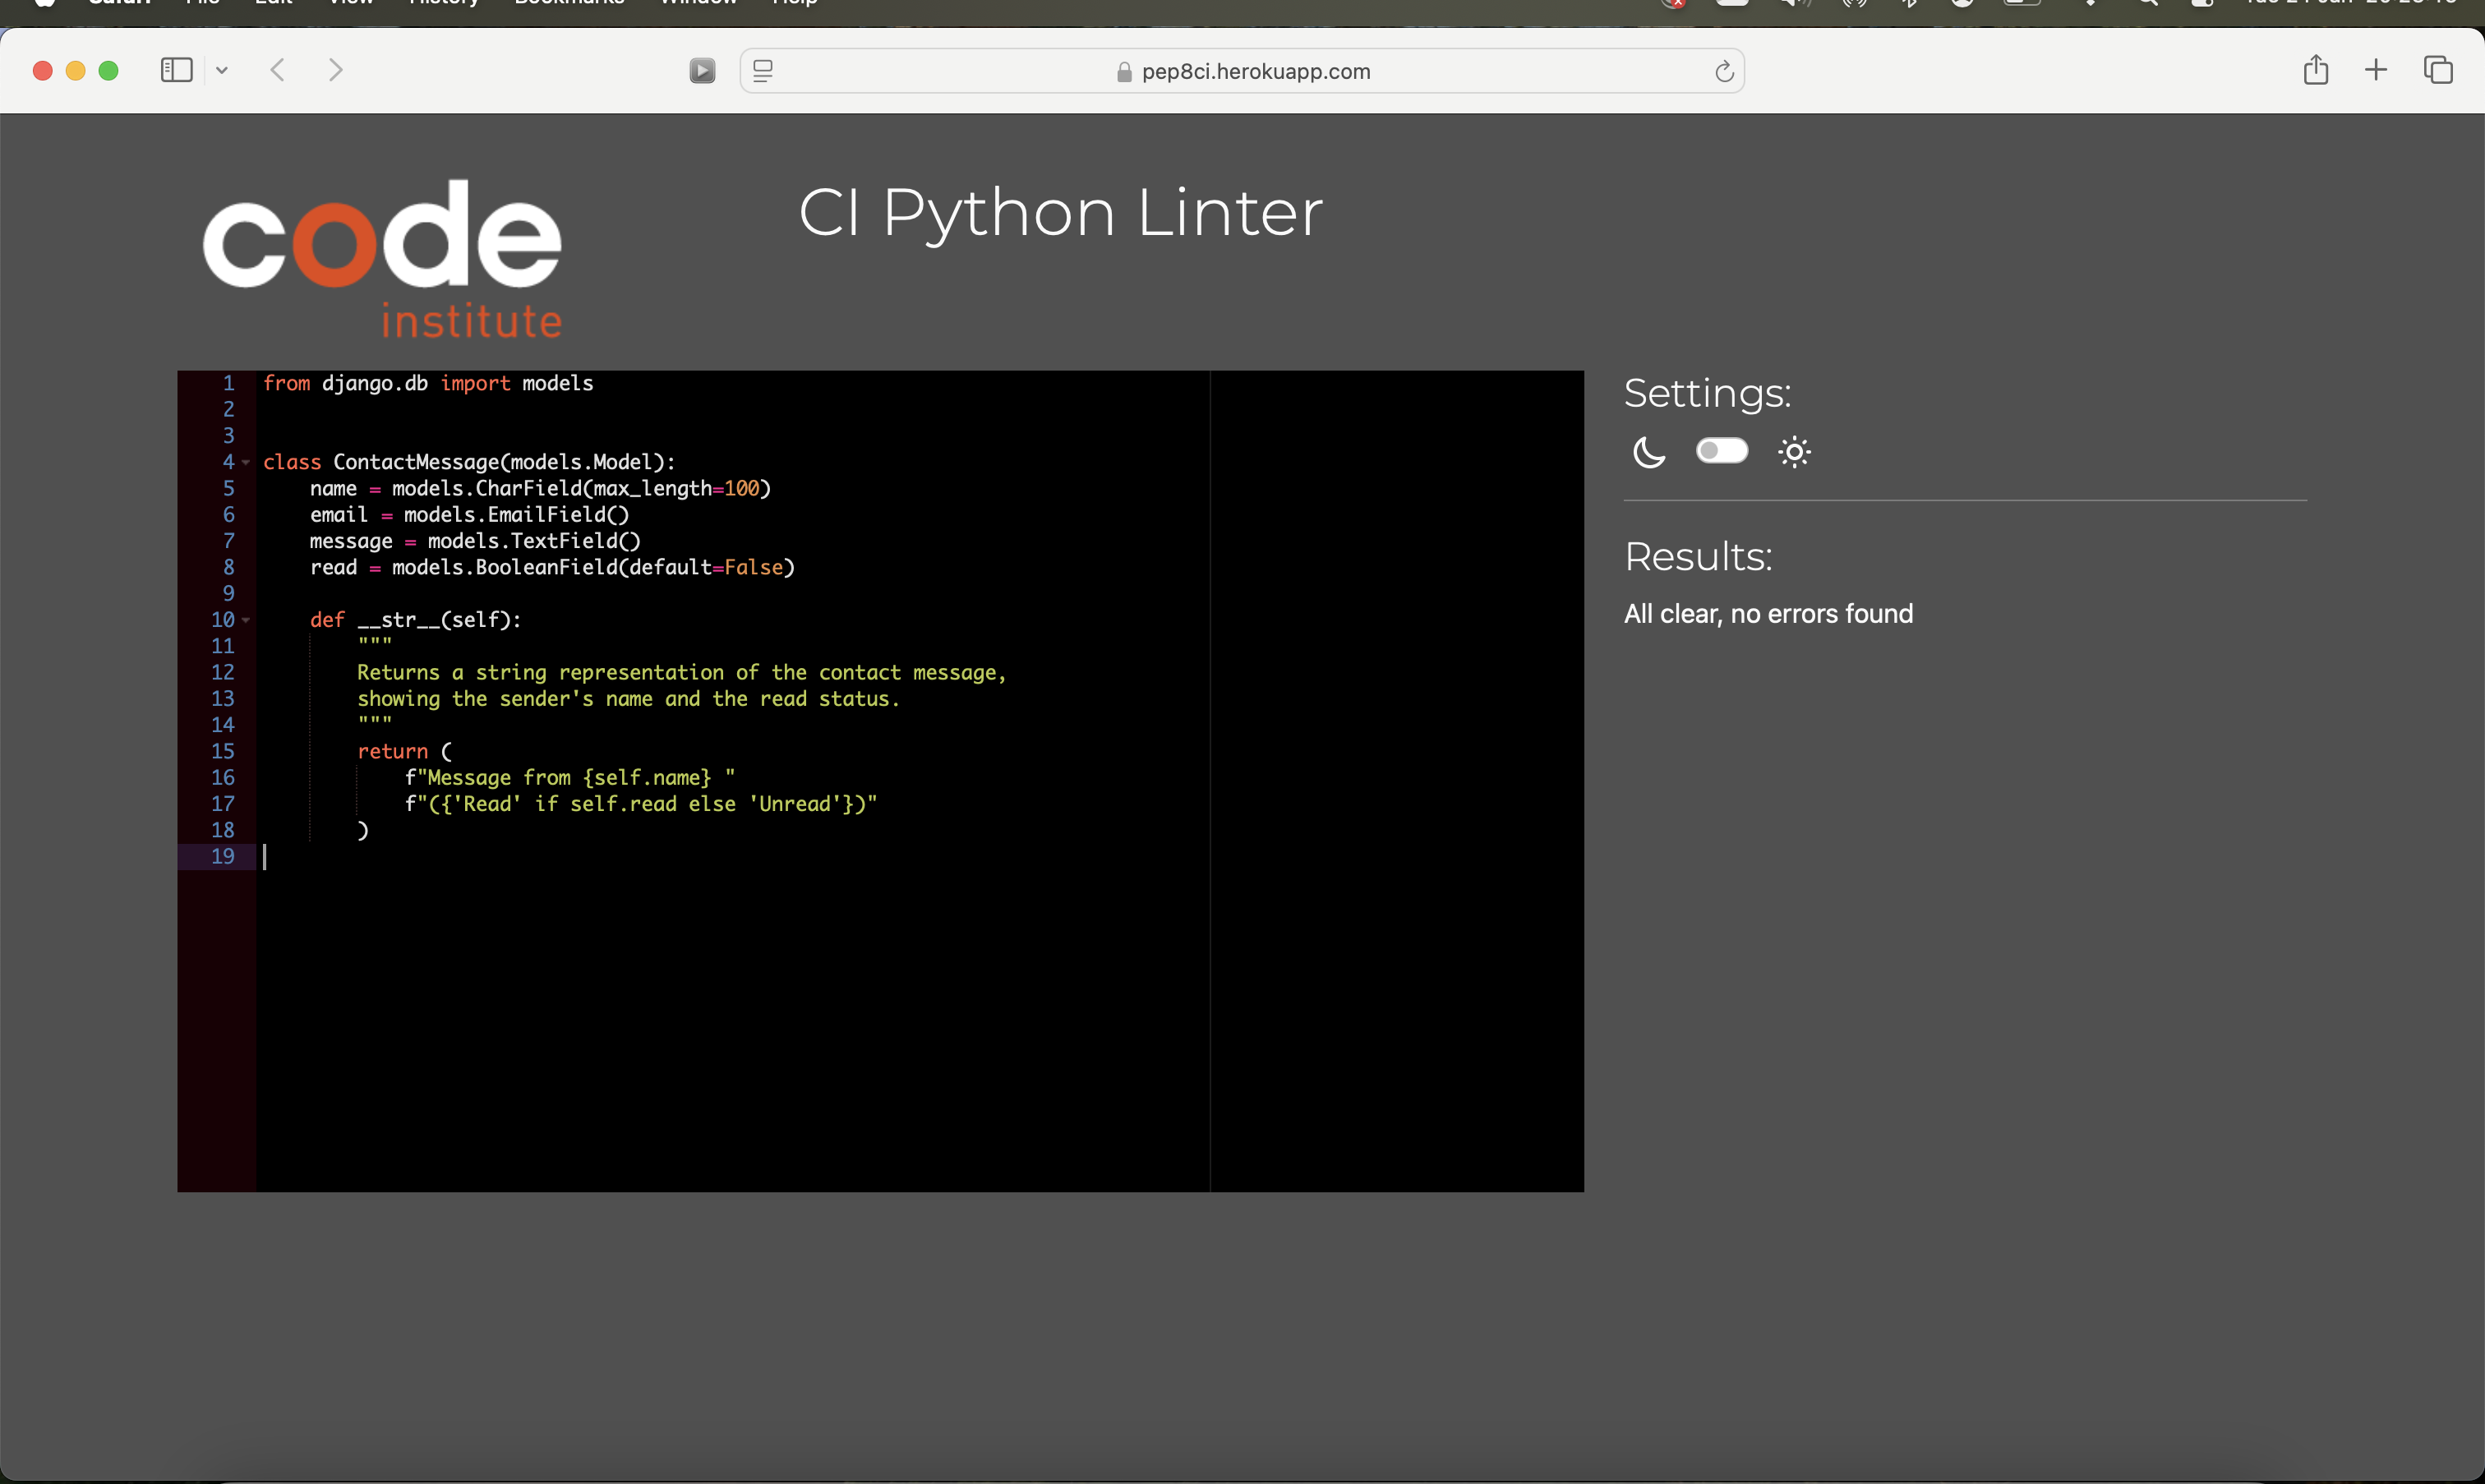 pep8ci.herokuapp.com
code
institute
CI Python Linter
1 from django.db import models
2
3
4 class ContactMessage(models.Model):
5     name = models.CharField(max_length=100)
6     email = models.EmailField()
7     message = models.TextField()
8     read = models.BooleanField(default=False)
9
10     def __str__(self):
11         """
12         Returns a string representation of the contact message,
13         showing the sender's name and the read status.
14         """
15         return (
16             f"Message from {self.name} "
17             f"({'Read' if self.read else 'Unread'})"
18         )
19
Settings:
Results:
All clear, no errors found